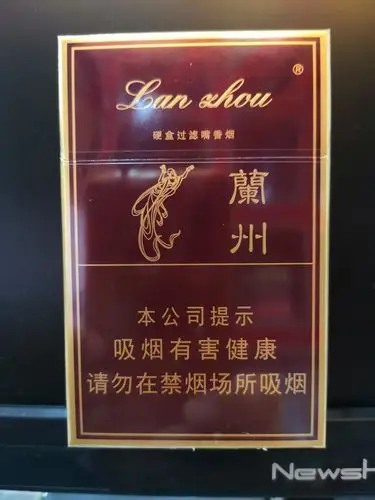 Lan zhou ®
硬盒过滤嘴香烟
蘭
州
本公司提示
吸烟有害健康
请勿在禁烟场所吸烟